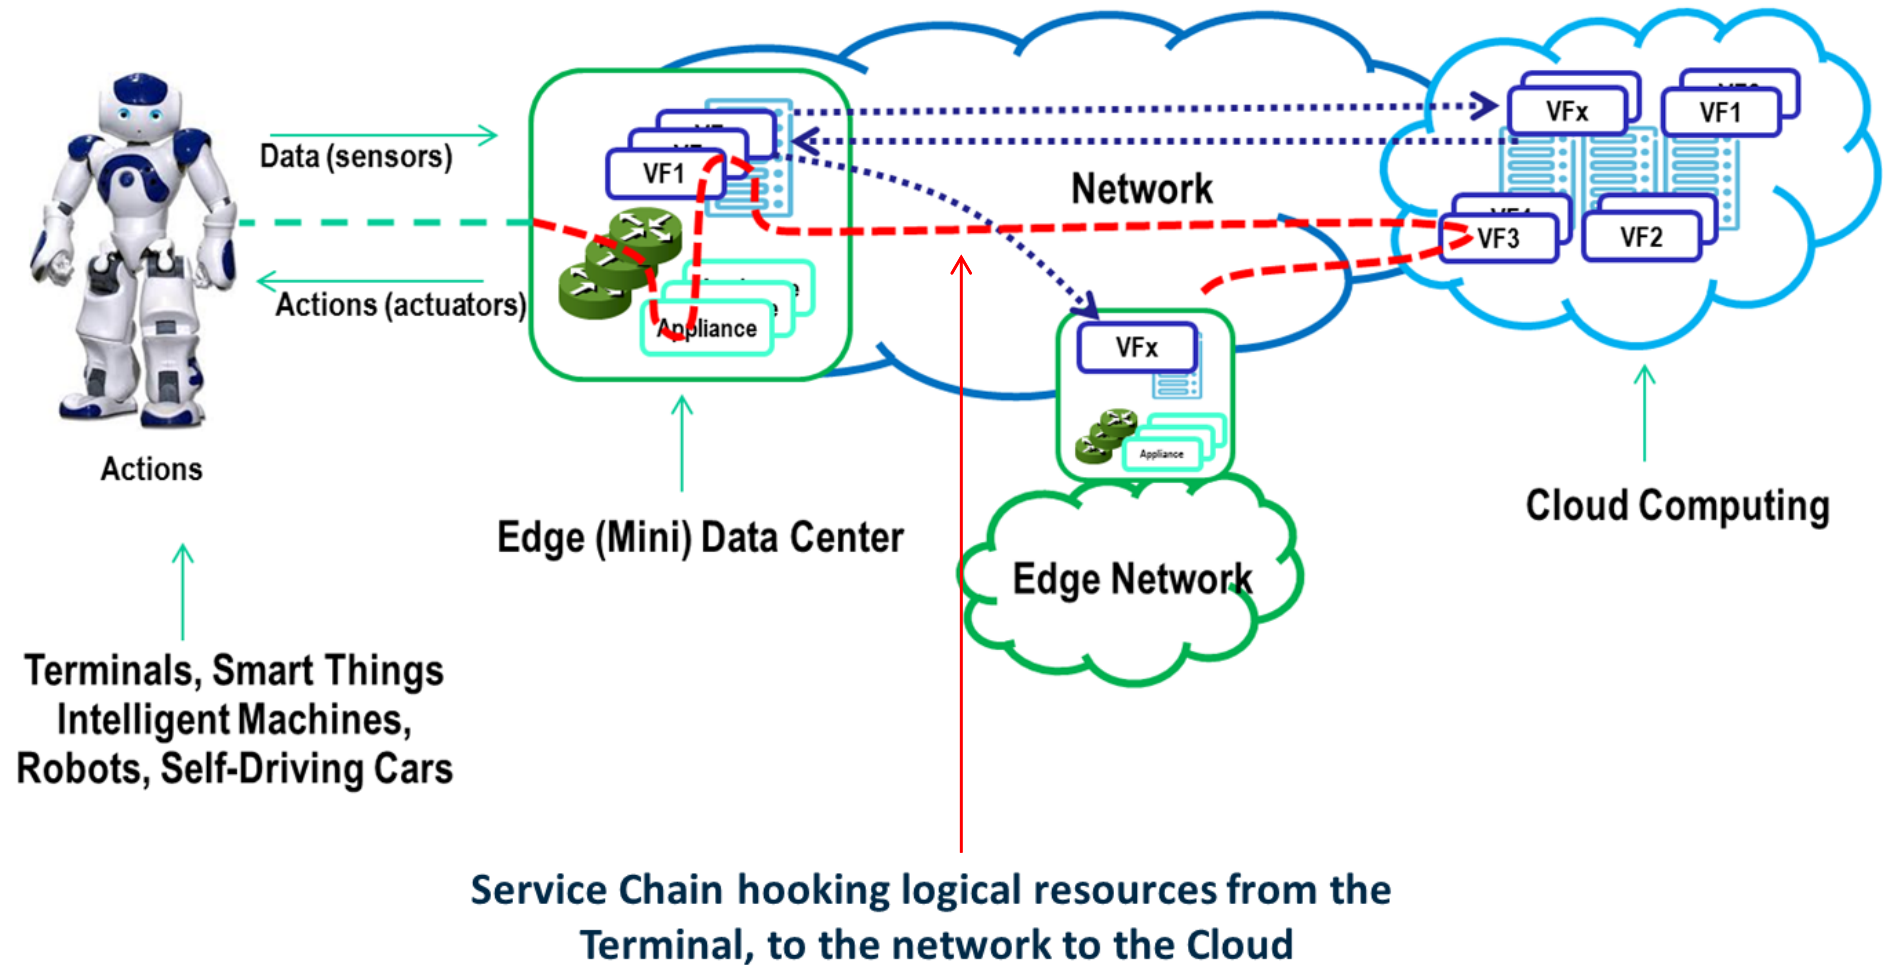 Data (sensors)
Actions (actuators)
Actions
Terminals, Smart Things
Intelligent Machines,
Robots, Self-Driving Cars
VF1
Appliance
Edge (Mini) Data Center
Network
VFx
Appliance
Edge Network
VFx
VF1
VF3
VF2
Cloud Computing
Service Chain hooking logical resources from the
Terminal, to the network to the Cloud